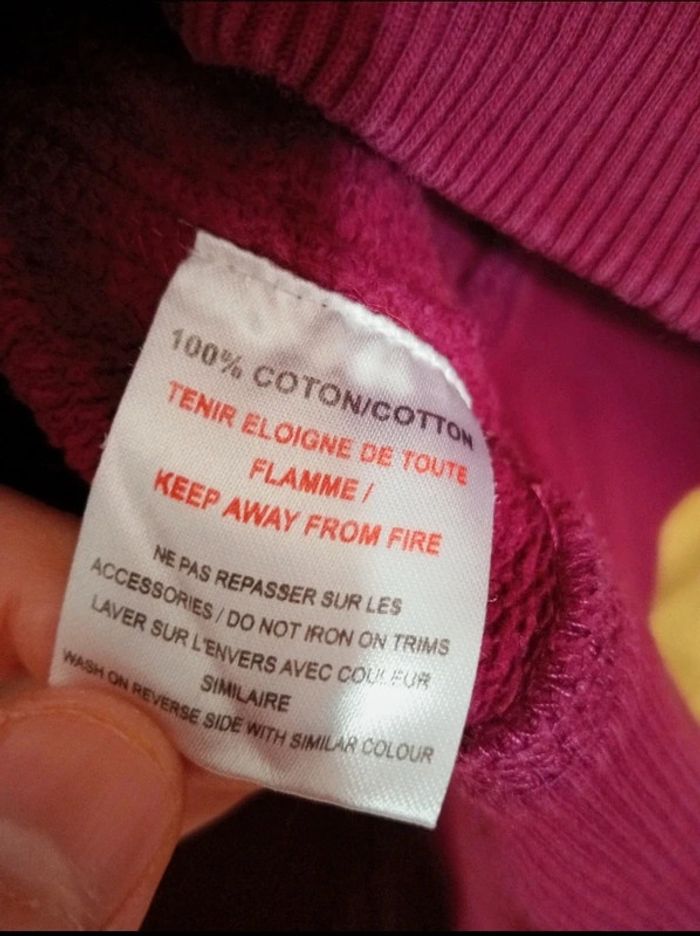 100% COTON/COTTON
TENIR ELOIGNE DE TOUTE
FLAMME /
KEEP AWAY FROM FIRE
NE PAS REPASSER SUR LES
ACCESSORIES / DO NOT IRON ON TRIMS
LAVER SUR L'ENVERS AVEC COULEUR
SIMILAIRE
WASH ON REVERSE SIDE WITH SIMILAR COLOUR